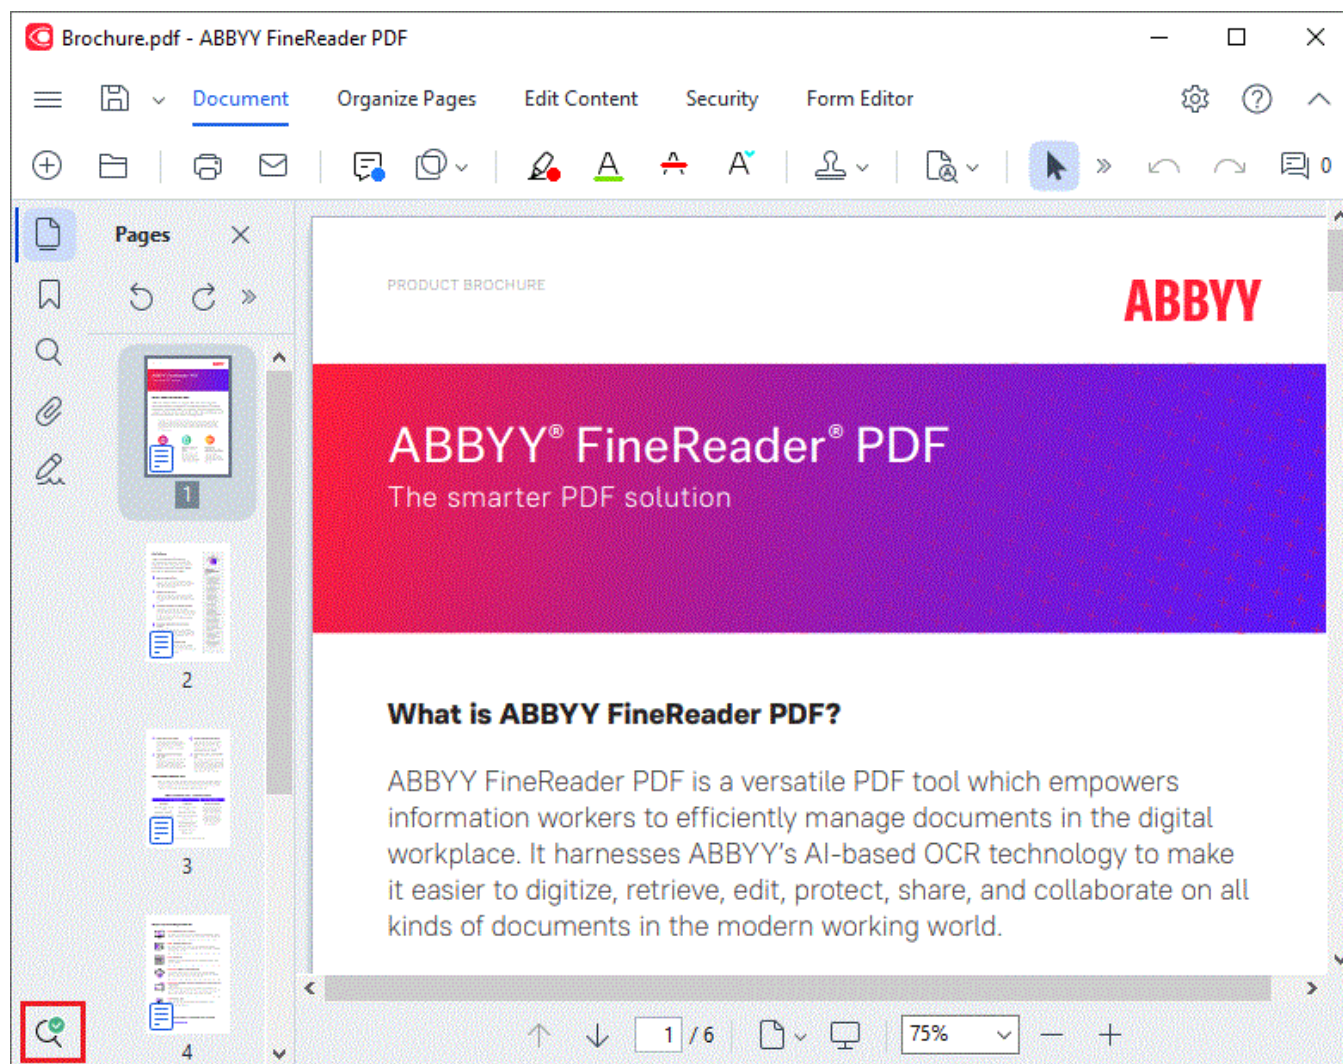 Brochure.pdf - ABBYY FineReader PDF
Document Organize Pages Edit Content Security Form Editor
0
Pages
PRODUCT BROCHURE
ABBYY
ABBYY® FineReader® PDF
The smarter PDF solution
1
2
3
4
What is ABBYY FineReader PDF?
ABBYY FineReader PDF is a versatile PDF tool which empowers
information workers to efficiently manage documents in the digital
workplace. It harnesses ABBYY's AI-based OCR technology to make
it easier to digitize, retrieve, edit, protect, share, and collaborate on all
kinds of documents in the modern working world.
1 / 6
75%